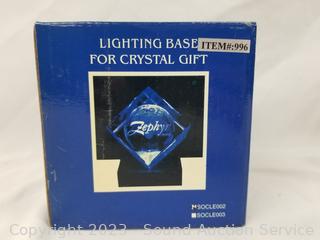 LIGHTING BASE
ITEM#:996
FOR CRYSTAL GIFT
Zephyr
SOCLE002
SOCLE003
Copyright 2023 - Sound Auction Service